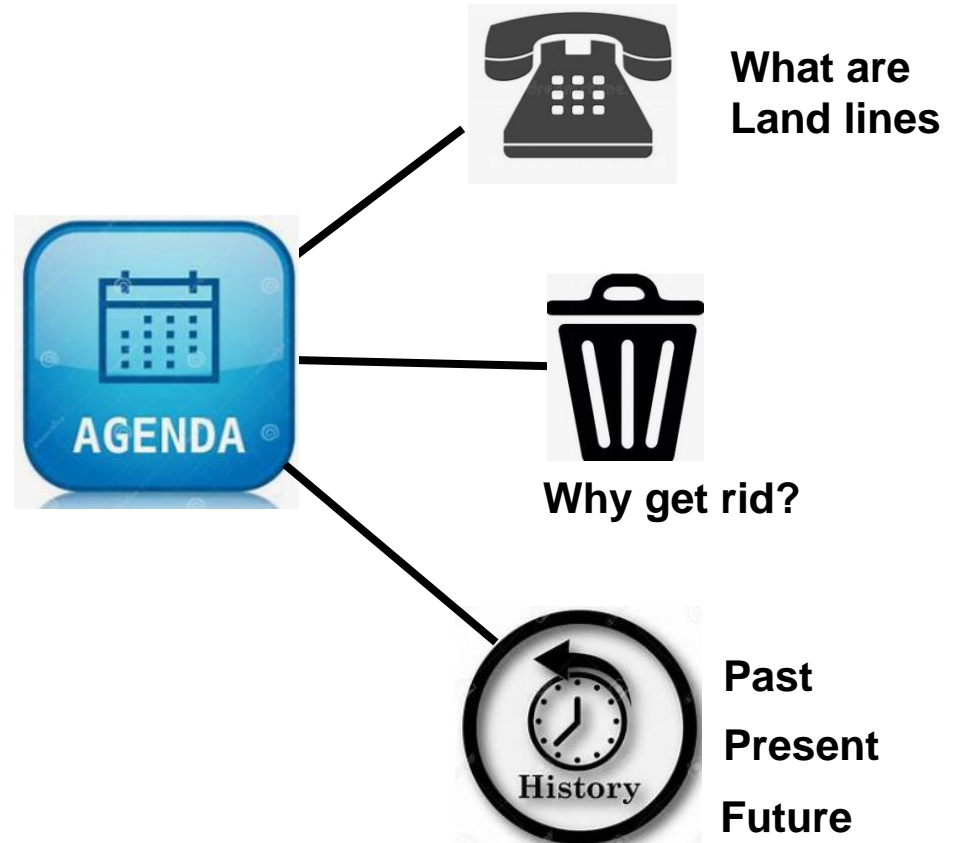 What are
Land lines
AGENDA
Why get rid?
Past
Present
History
Future